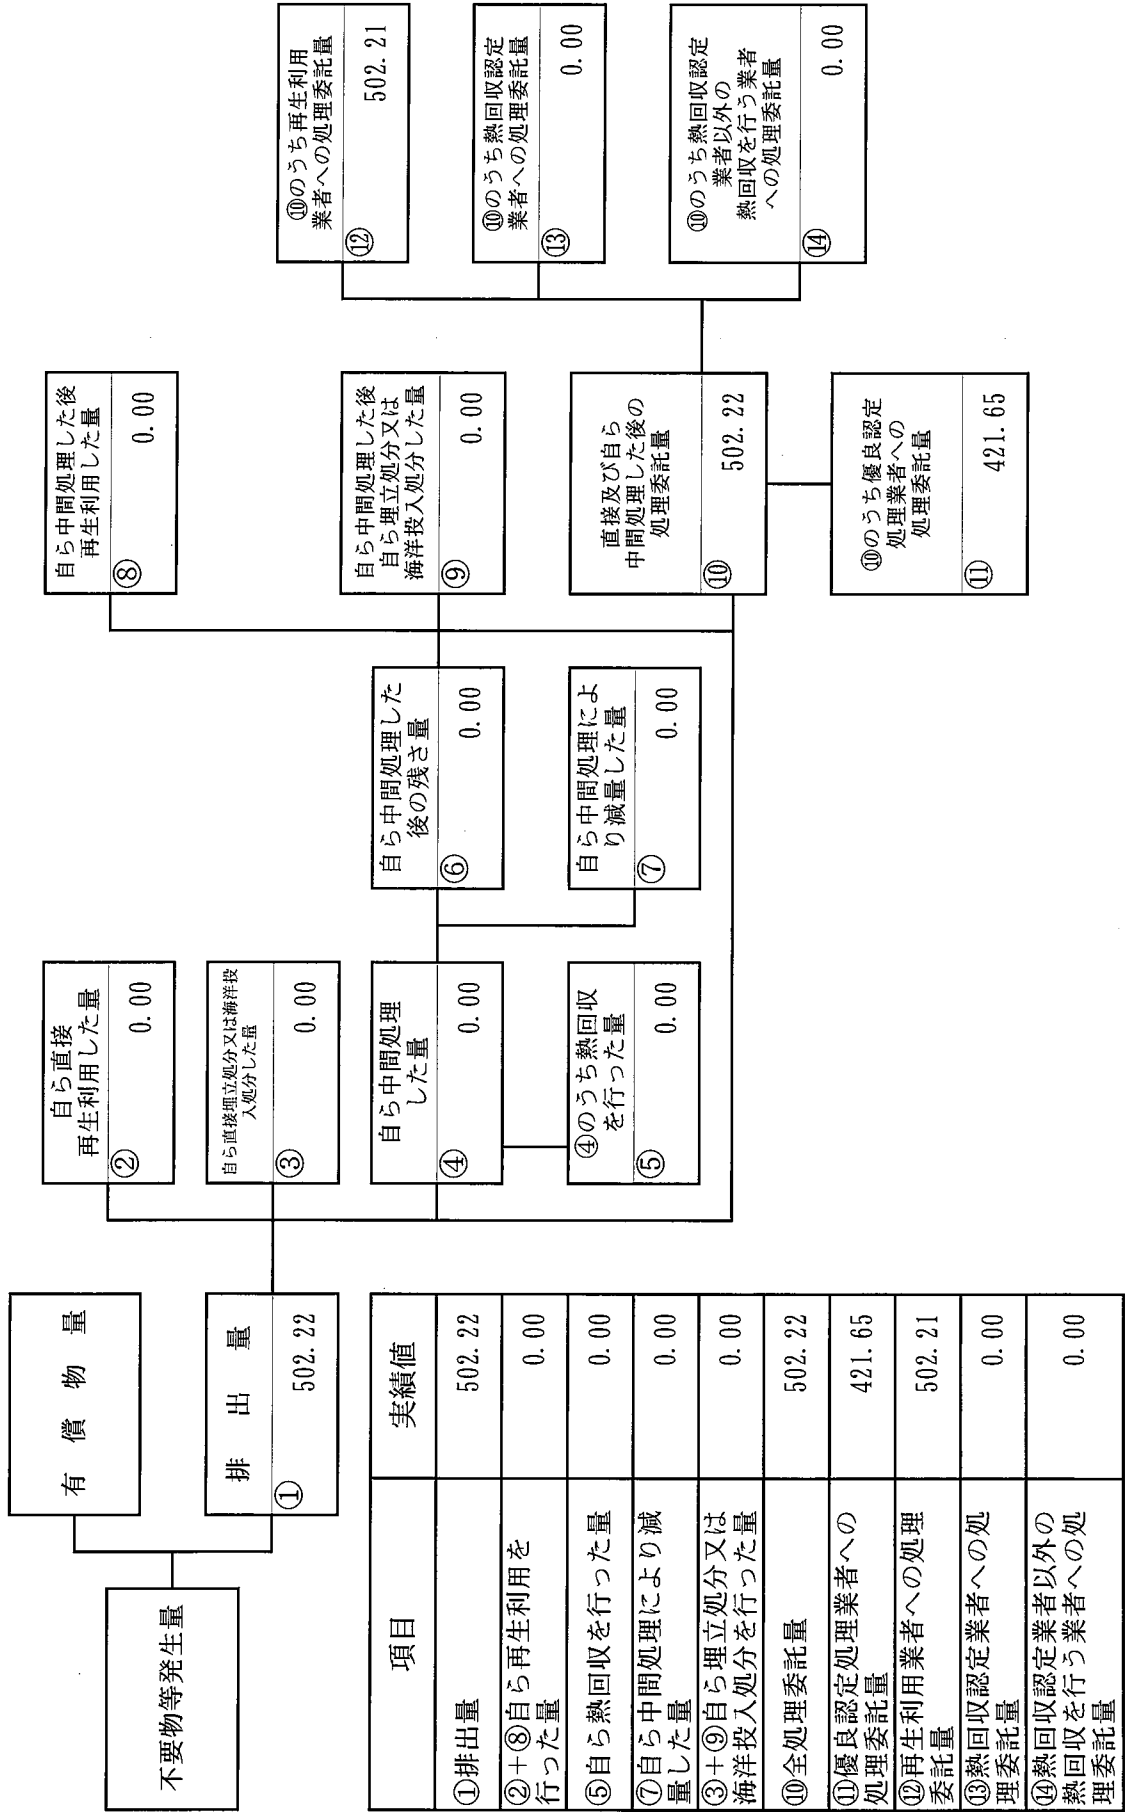 不要物等発生量
有償物量
排出量
①
502.22
自ら直接
再生利用した量
②
0.00
自ら直接埋立処分又は海洋投
入処分した量
③
0.00
自ら中間処理
した量
④
0.00
④のうち熱回収
を行った量
⑤
0.00
自ら中間処理した
後の残さ量
⑥
0.00
自ら中間処理によ
り減量した量
⑦
0.00
自ら中間処理した後
再生利用した量
⑧
0.00
自ら中間処理した後
自ら埋立処分又は
海洋投入処分した量
⑨
0.00
直接及び自ら
中間処理した後の
処理委託量
⑩
502.22
⑩のうち優良認定
処理業者への
処理委託量
⑪
421.65
⑩のうち再生利用
業者への処理委託量
⑫
502.21
⑩のうち熱回収認定
業者への処理委託量
⑬
0.00
⑩のうち熱回収認定
業者以外の
熱回収を行う業者
への処理委託量
⑭
0.00
項目 実績値
①排出量 502.22
②+⑧自ら再生利用を
行った量 0.00
⑤自ら熱回収を行った量 0.00
⑦自ら中間処理により減
量した量 0.00
③+⑨自ら埋立処分又は
海洋投入処分を行った量 0.00
⑩全処理委託量 502.22
⑪優良認定処理業者への
処理委託量 421.65
⑫再生利用業者への処理
委託量 502.21
⑬熱回収認定業者への処
理委託量 0.00
⑭熱回収認定業者以外の
熱回収を行う業者への処
理委託量 0.00